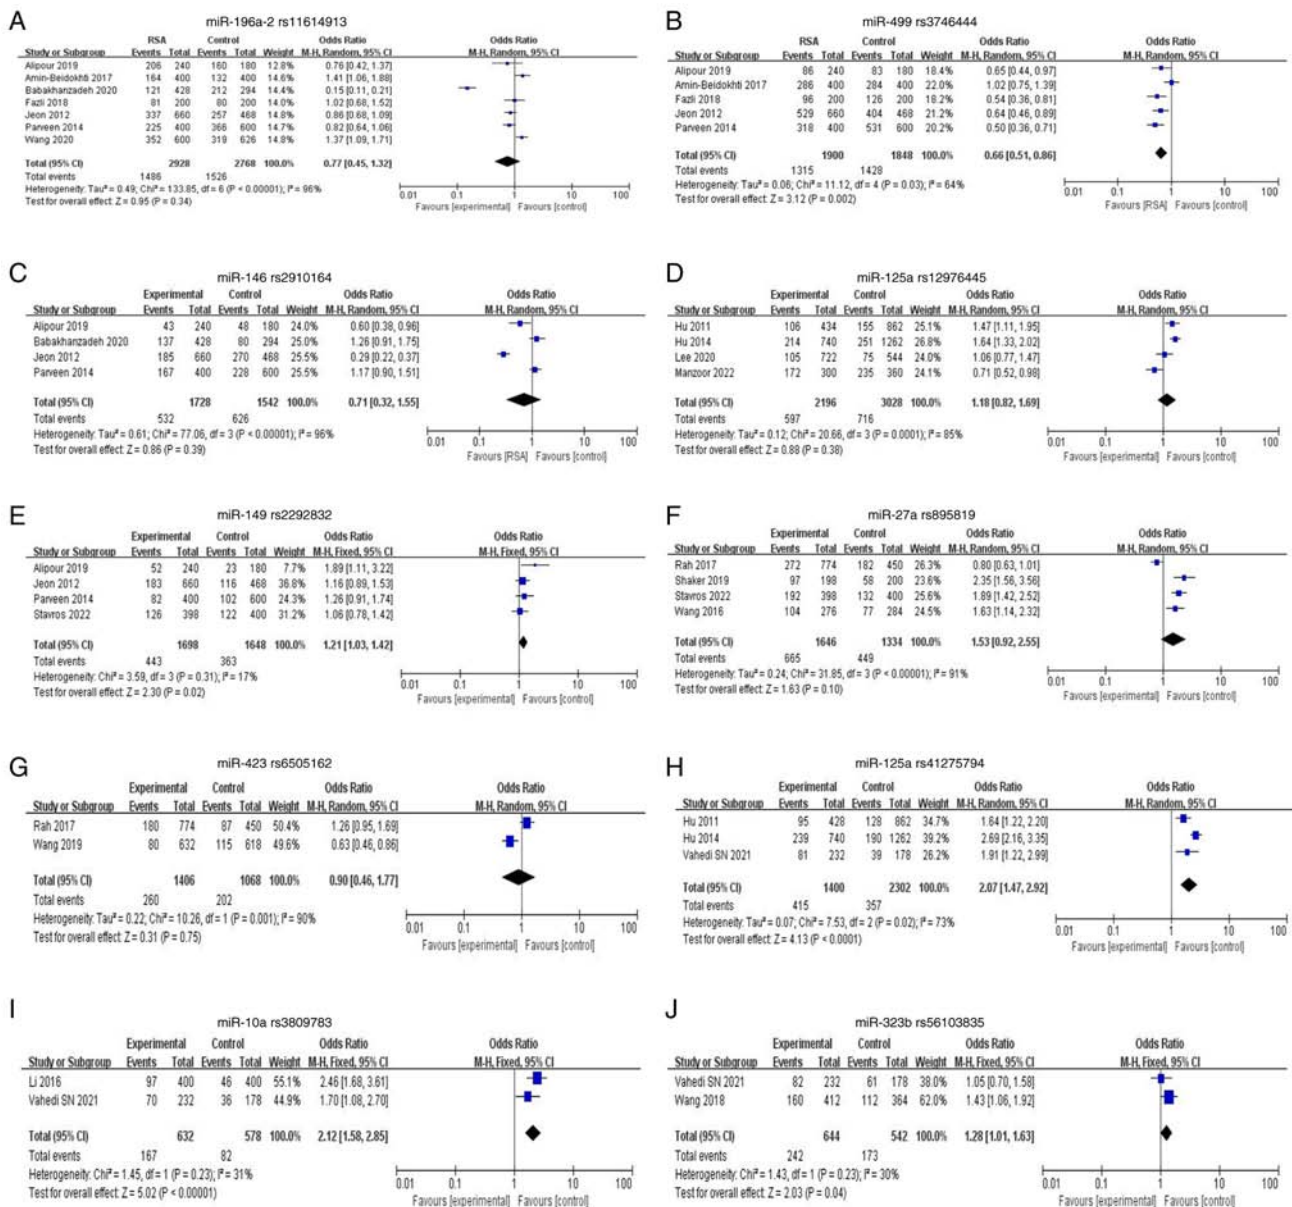 A
miR-196a-2 rs11614913
RSA Control Odds Ratio Odds Ratio
Study or Subgroup Events Total Events Total Weight M-H, Random, 95% CI M-H, Random, 95% CI
Alipour 2019 206 240 160 180 12.8% 0.76 [0.42, 1.37]
Amin-Beidokhti 2017 164 400 132 400 14.6% 1.41 [1.06, 1.88]
Babakhanzadeh 2020 121 428 212 294 14.4% 0.15 [0.11, 0.21]
Fazli 2018 81 200 80 200 14.0% 1.02 [0.68, 1.52]
Jeon 2012 337 660 257 468 14.8% 0.86 [0.68, 1.09]
Parveen 2014 225 400 366 600 14.7% 0.82 [0.64, 1.06]
Wang 2020 352 600 319 626 14.8% 1.37 [1.09, 1.71]
Total (95% CI) 2928 2768 100.0% 0.77 [0.45, 1.32]
Total events 1486 1526
Heterogeneity: Tau² = 0.49; Chi² = 133.85, df = 6 (P < 0.00001); I² = 96%
Test for overall effect: Z = 0.95 (P = 0.34)
0.01 0.1 1 10 100
Favours [experimental] Favours [control]
B
miR-499 rs3746444
RSA Control Odds Ratio Odds Ratio
Study or Subgroup Events Total Events Total Weight M-H, Random, 95% CI M-H, Random, 95% CI
Alipour 2019 86 240 83 180 18.4% 0.65 [0.44, 0.97]
Amin-Beidokhti 2017 286 400 284 400 22.0% 1.02 [0.75, 1.39]
Fazli 2018 96 200 126 200 18.2% 0.54 [0.36, 0.81]
Jeon 2012 529 660 404 468 21.2% 0.64 [0.46, 0.89]
Parveen 2014 318 400 531 600 20.2% 0.50 [0.36, 0.71]
Total (95% CI) 1900 1848 100.0% 0.66 [0.51, 0.86]
Total events 1315 1428
Heterogeneity: Tau² = 0.06; Chi² = 11.12, df = 4 (P = 0.03); I² = 64%
Test for overall effect: Z = 3.12 (P = 0.002)
0.01 0.1 1 10 100
Favours [RSA] Favours [control]
C
miR-146 rs2910164
Experimental Control Odds Ratio Odds Ratio
Study or Subgroup Events Total Events Total Weight M-H, Random, 95% CI M-H, Random, 95% CI
Alipour 2019 43 240 48 180 24.0% 0.60 [0.38, 0.96]
Babakhanzadeh 2020 137 428 80 294 25.0% 1.26 [0.91, 1.75]
Jeon 2012 185 660 270 468 25.5% 0.29 [0.22, 0.37]
Parveen 2014 167 400 228 600 25.5% 1.17 [0.90, 1.51]
Total (95% CI) 1728 1542 100.0% 0.71 [0.32, 1.55]
Total events 532 626
Heterogeneity: Tau² = 0.61; Chi² = 77.06, df = 3 (P < 0.00001); I² = 96%
Test for overall effect: Z = 0.86 (P = 0.39)
0.01 0.1 1 10 100
Favours [RSA] Favours [control]
D
miR-125a rs12976445
Experimental Control Odds Ratio Odds Ratio
Study or Subgroup Events Total Events Total Weight M-H, Random, 95% CI M-H, Random, 95% CI
Hu 2011 106 434 155 862 25.1% 1.47 [1.11, 1.95]
Hu 2014 214 740 251 1262 26.8% 1.64 [1.33, 2.02]
Lee 2020 105 722 75 544 24.0% 1.06 [0.77, 1.47]
Manzoor 2022 172 300 235 360 24.1% 0.71 [0.52, 0.98]
Total (95% CI) 2196 3028 100.0% 1.18 [0.82, 1.69]
Total events 597 716
Heterogeneity: Tau² = 0.12; Chi² = 20.66, df = 3 (P = 0.0001); I² = 85%
Test for overall effect: Z = 0.88 (P = 0.38)
0.01 0.1 1 10 100
Favours [experimental] Favours [control]
E
miR-149 rs2292832
Experimental Control Odds Ratio Odds Ratio
Study or Subgroup Events Total Events Total Weight M-H, Fixed, 95% CI M-H, Fixed, 95% CI
Alipour 2019 52 240 23 180 7.7% 1.89 [1.11, 3.22]
Jeon 2012 183 660 116 468 36.8% 1.16 [0.89, 1.53]
Parveen 2014 82 400 102 600 24.3% 1.26 [0.91, 1.74]
Stavros 2022 126 398 122 400 31.2% 1.06 [0.78, 1.42]
Total (95% CI) 1698 1648 100.0% 1.21 [1.03, 1.42]
Total events 443 363
Heterogeneity: Chi² = 3.59, df = 3 (P = 0.31); I² = 17%
Test for overall effect: Z = 2.30 (P = 0.02)
0.01 0.1 1 10 100
Favours [experimental] Favours [control]
F
miR-27a rs895819
Experimental Control Odds Ratio Odds Ratio
Study or Subgroup Events Total Events Total Weight M-H, Random, 95% CI M-H, Random, 95% CI
Rah 2017 272 774 182 450 26.3% 0.80 [0.63, 1.01]
Shaker 2019 97 198 58 200 23.6% 2.35 [1.56, 3.56]
Stavros 2022 192 398 132 400 25.6% 1.89 [1.42, 2.52]
Wang 2016 104 276 77 284 24.5% 1.63 [1.14, 2.32]
Total (95% CI) 1646 1334 100.0% 1.53 [0.92, 2.55]
Total events 665 449
Heterogeneity: Tau² = 0.24; Chi² = 31.85, df = 3 (P < 0.00001); I² = 91%
Test for overall effect: Z = 1.63 (P = 0.10)
0.01 0.1 1 10 100
Favours [experimental] Favours [control]
G
miR-423 rs6505162
Experimental Control Odds Ratio Odds Ratio
Study or Subgroup Events Total Events Total Weight M-H, Random, 95% CI M-H, Random, 95% CI
Rah 2017 180 774 87 450 50.4% 1.26 [0.95, 1.69]
Wang 2019 80 632 115 618 49.6% 0.63 [0.46, 0.86]
Total (95% CI) 1406 1068 100.0% 0.90 [0.46, 1.77]
Total events 260 202
Heterogeneity: Tau² = 0.22; Chi² = 10.26, df = 1 (P = 0.001); I² = 90%
Test for overall effect: Z = 0.31 (P = 0.75)
0.01 0.1 1 10 100
Favours [experimental] Favours [control]
H
miR-125a rs41275794
Experimental Control Odds Ratio Odds Ratio
Study or Subgroup Events Total Events Total Weight M-H, Random, 95% CI M-H, Random, 95% CI
Hu 2011 95 428 128 862 34.7% 1.64 [1.22, 2.20]
Hu 2014 239 740 190 1262 39.2% 2.69 [2.16, 3.35]
Vahedi SN 2021 81 232 39 178 26.2% 1.91 [1.22, 2.99]
Total (95% CI) 1400 2302 100.0% 2.07 [1.47, 2.92]
Total events 415 357
Heterogeneity: Tau² = 0.07; Chi² = 7.53, df = 2 (P = 0.02); I² = 73%
Test for overall effect: Z = 4.13 (P < 0.0001)
0.01 0.1 1 10 100
Favours [experimental] Favours [control]
I
miR-10a rs3809783
Experimental Control Odds Ratio Odds Ratio
Study or Subgroup Events Total Events Total Weight M-H, Fixed, 95% CI M-H, Fixed, 95% CI
Li 2016 97 400 46 400 55.1% 2.46 [1.68, 3.61]
Vahedi SN 2021 70 232 36 178 44.9% 1.70 [1.08, 2.70]
Total (95% CI) 632 578 100.0% 2.12 [1.58, 2.85]
Total events 167 82
Heterogeneity: Chi² = 1.45, df = 1 (P = 0.23); I² = 31%
Test for overall effect: Z = 5.02 (P < 0.00001)
0.01 0.1 1 10 100
Favours [experimental] Favours [control]
J
miR-323b rs56103835
Experimental Control Odds Ratio Odds Ratio
Study or Subgroup Events Total Events Total Weight M-H, Fixed, 95% CI M-H, Fixed, 95% CI
Vahedi SN 2021 82 232 61 178 38.0% 1.05 [0.70, 1.58]
Wang 2018 160 412 112 364 62.0% 1.43 [1.06, 1.92]
Total (95% CI) 644 542 100.0% 1.28 [1.01, 1.63]
Total events 242 173
Heterogeneity: Chi² = 1.43, df = 1 (P = 0.23); I² = 30%
Test for overall effect: Z = 2.03 (P = 0.04)
0.01 0.1 1 10 100
Favours [experimental] Favours [control]